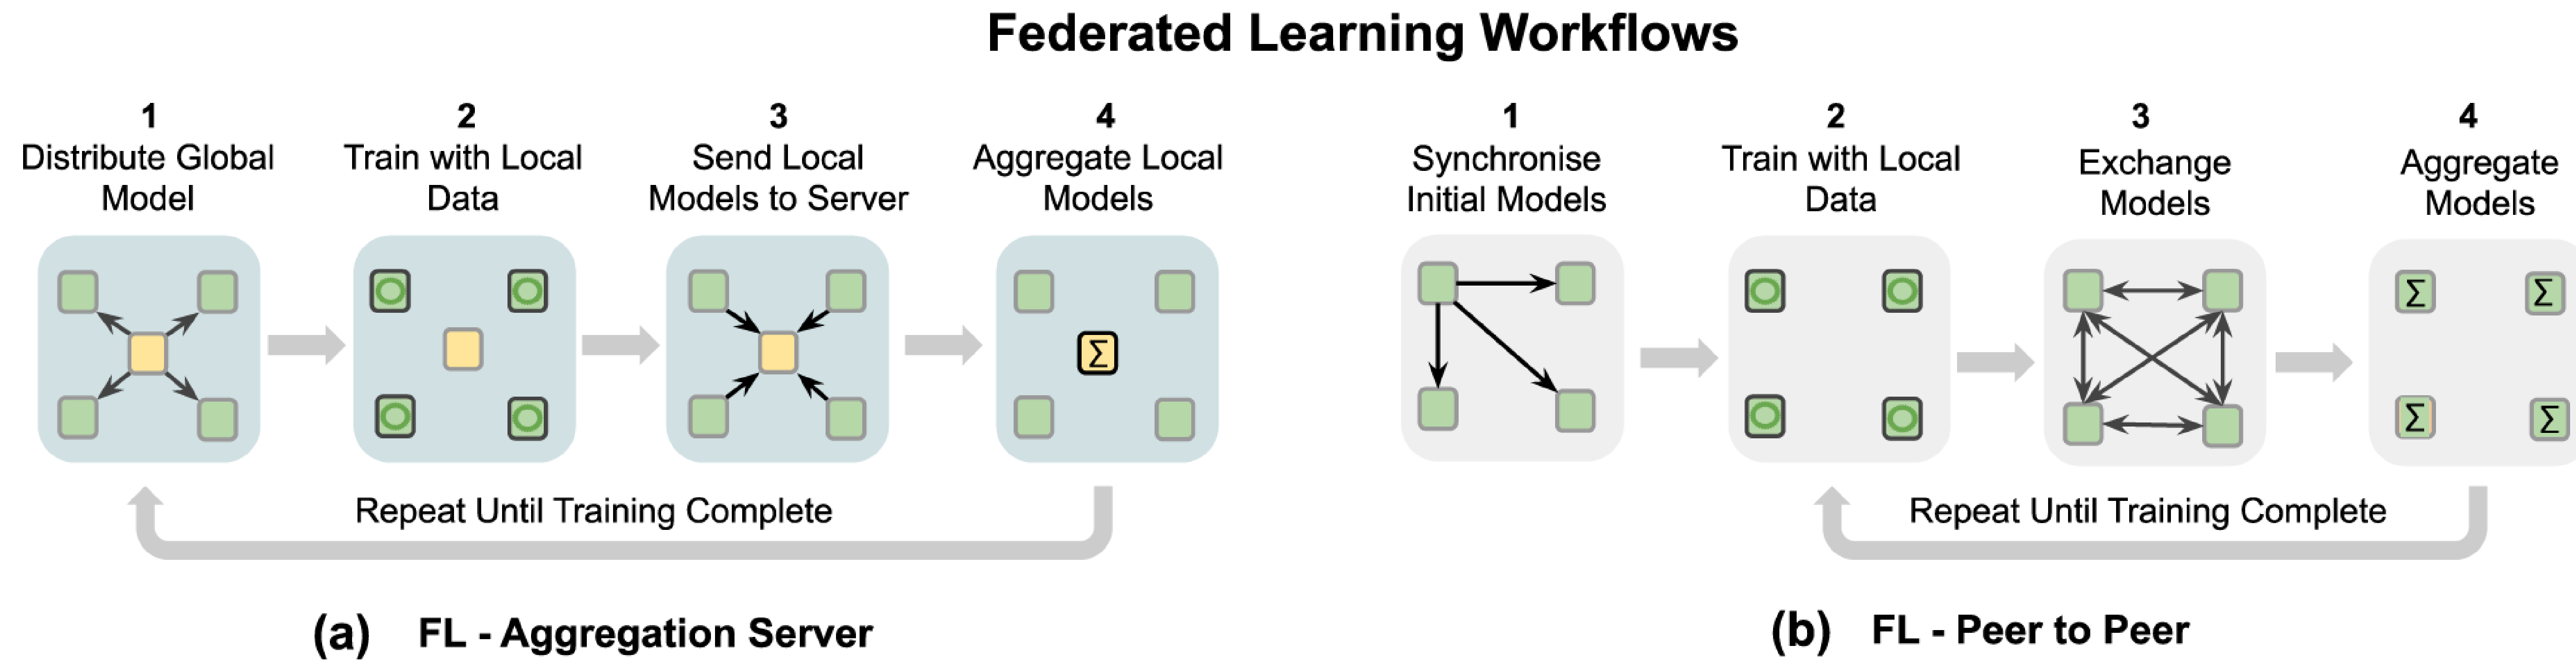 Federated Learning Workflows
1
Distribute Global
Model
2
Train with Local
Data
3
Send Local
Models to Server
4
Aggregate Local
Models
Σ
Repeat Until Training Complete
(a) FL - Aggregation Server
1
Synchronise
Initial Models
2
Train with Local
Data
3
Exchange
Models
4
Aggregate
Models
Σ Σ
Σ Σ
Repeat Until Training Complete
(b) FL - Peer to Peer